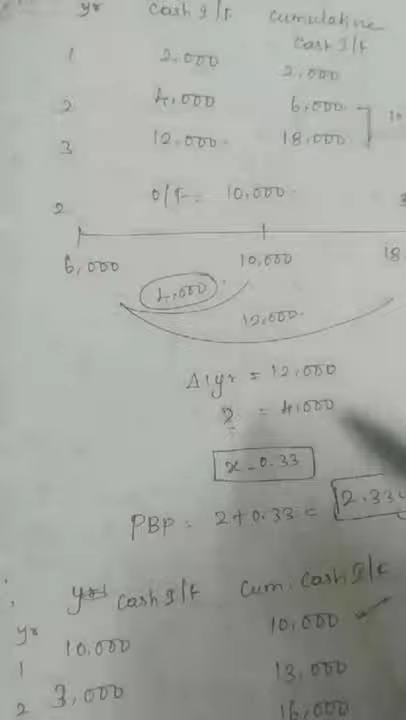 yr Cash I/f Cumulative
Cash I/f
1 2,000 2,000
2 4,000 6,000
3 12,000 18,000
O/f = 10,000
2
6,000 10,000 18
4,000
12,000
Δ1yr = 12,000
? = 4,000
x = 0.33
PBP = 2+0.33 = 2.33
yr Cash I/f Cum. Cash I/f
1 10,000 10,000
2 3,000 13,000
16,000